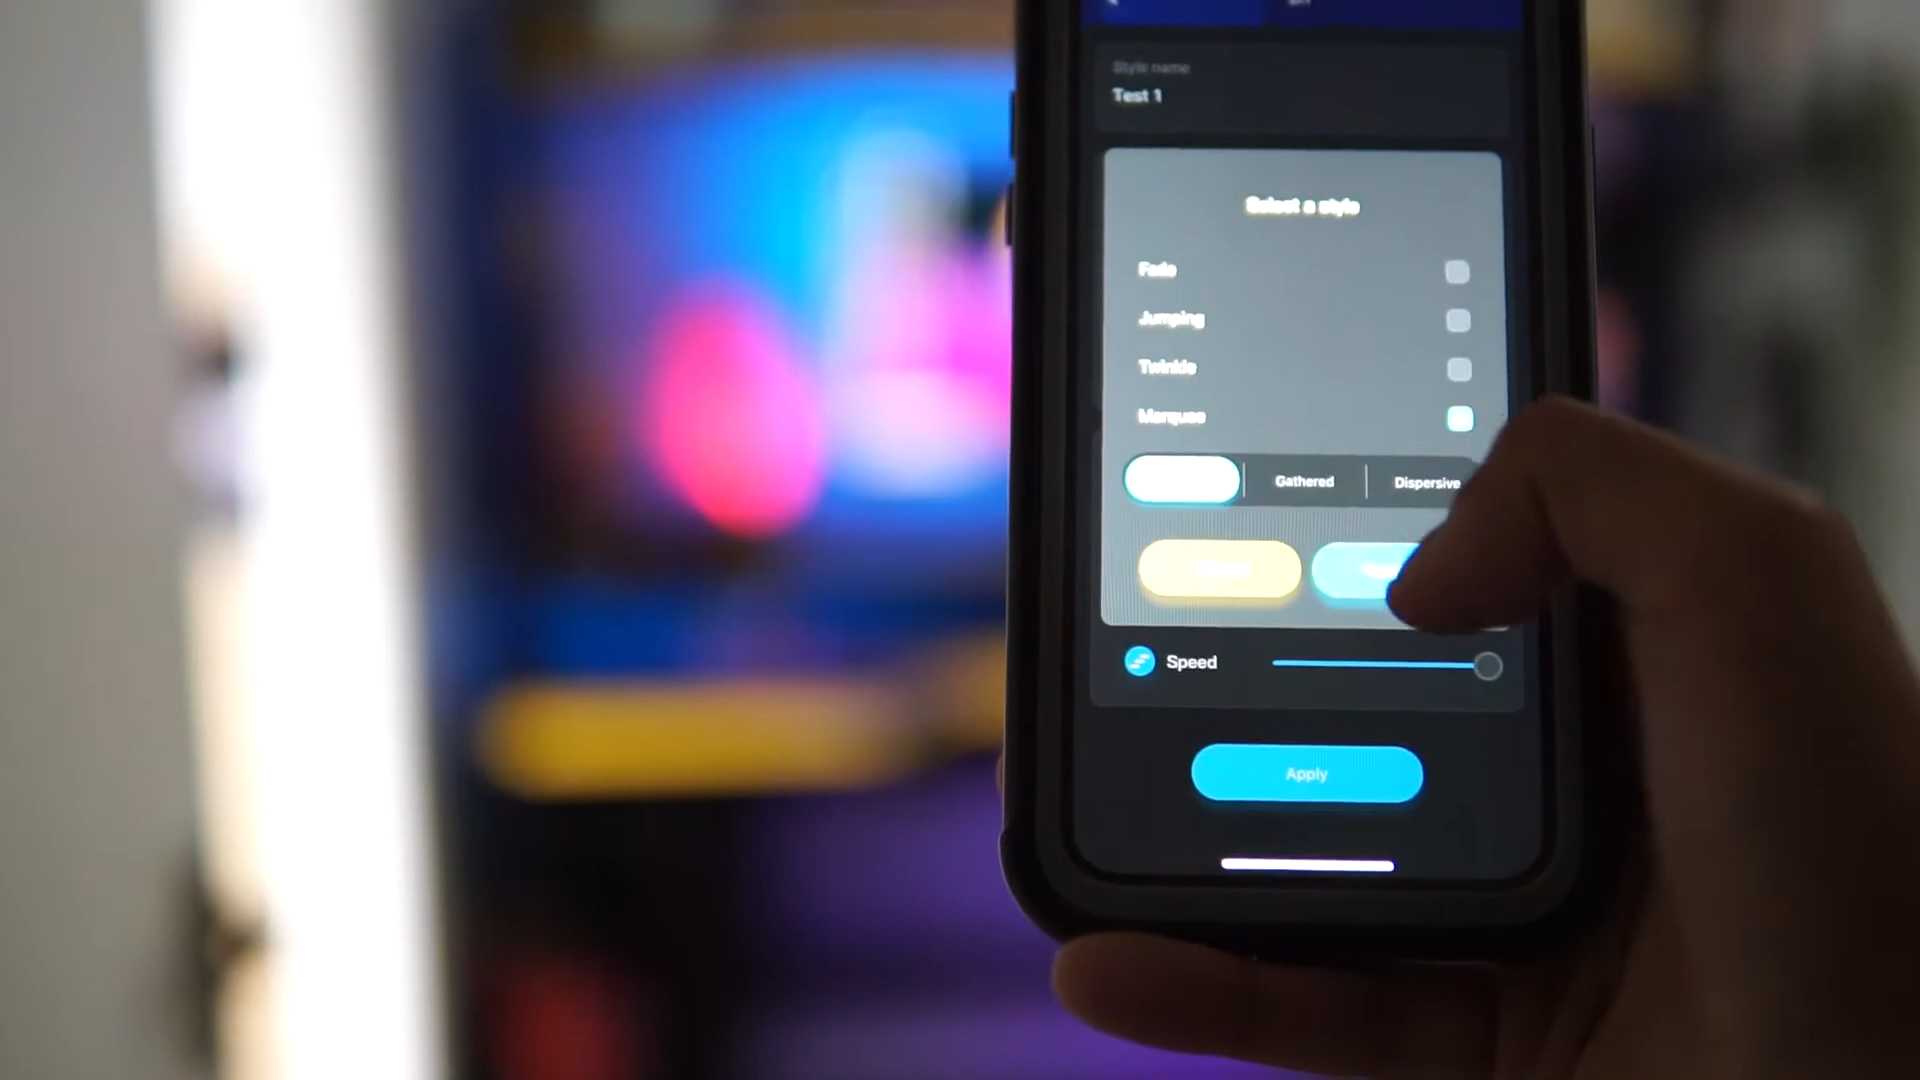 Style name
Test 1
Select a style
Fade
Jumping
Twinkle
Marquee
Gathered
Dispersive
Speed
Apply